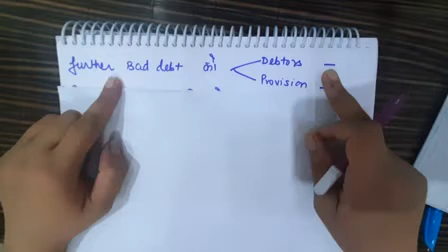 further Bad debt को Debtors —
Provision